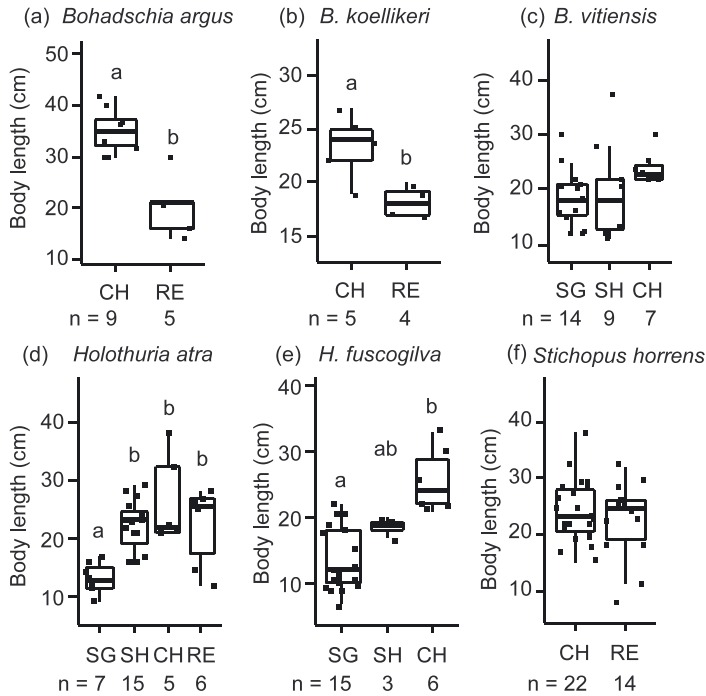 (a) Bohadschia argus
Body length (cm)
50
40
30
20
10
a
b
CH RE
n = 9 5
(b) B. koellikeri
Body length (cm)
30
25
20
15
a
b
CH RE
n = 5 4
(c) B. vitiensis
Body length (cm)
40
30
20
10
SG SH CH
n = 14 9 7
(d) Holothuria atra
Body length (cm)
40
30
20
10
a
b
b
b
SG SH CH RE
n = 7 15 5 6
(e) H. fuscogilva
Body length (cm)
40
30
20
10
a
ab
b
SG SH CH
n = 15 3 6
(f) Stichopus horrens
Body length (cm)
40
30
20
10
CH RE
n = 22 14